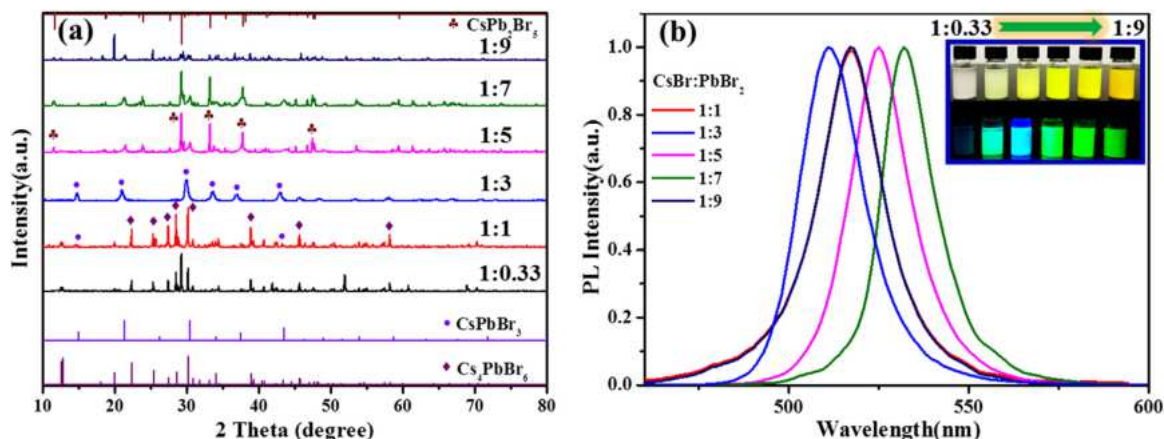 (a)
CsPb₂Br₅
1:9
1:7
1:5
1:3
1:1
1:0.33
CsPbBr₃
Cs₄PbBr₆
Intensity(a.u.)
10 20 30 40 50 60 70 80
2 Theta (degree)
(b)
1:0.33 1:9
CsBr:PbBr₂
1:1
1:3
1:5
1:7
1:9
PL Intensity(a.u.)
1.0
0.8
0.6
0.4
0.2
0.0
500 550 600
Wavelength(nm)